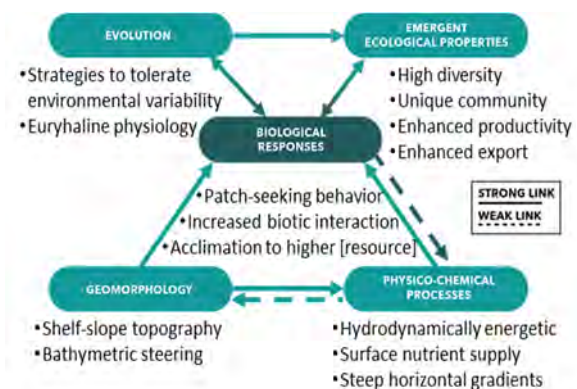 EVOLUTION
EMERGENT
ECOLOGICAL PROPERTIES
•Strategies to tolerate
environmental variability
•Euryhaline physiology
•High diversity
•Unique community
•Enhanced productivity
•Enhanced export
BIOLOGICAL
RESPONSES
•Patch-seeking behavior
•Increased biotic interaction
•Acclimation to higher [resource]
STRONG LINK
WEAK LINK
GEOMORPHOLOGY
PHYSICO-CHEMICAL
PROCESSES
•Shelf-slope topography
•Bathymetric steering
•Hydrodynamically energetic
•Surface nutrient supply
•Steep horizontal gradients